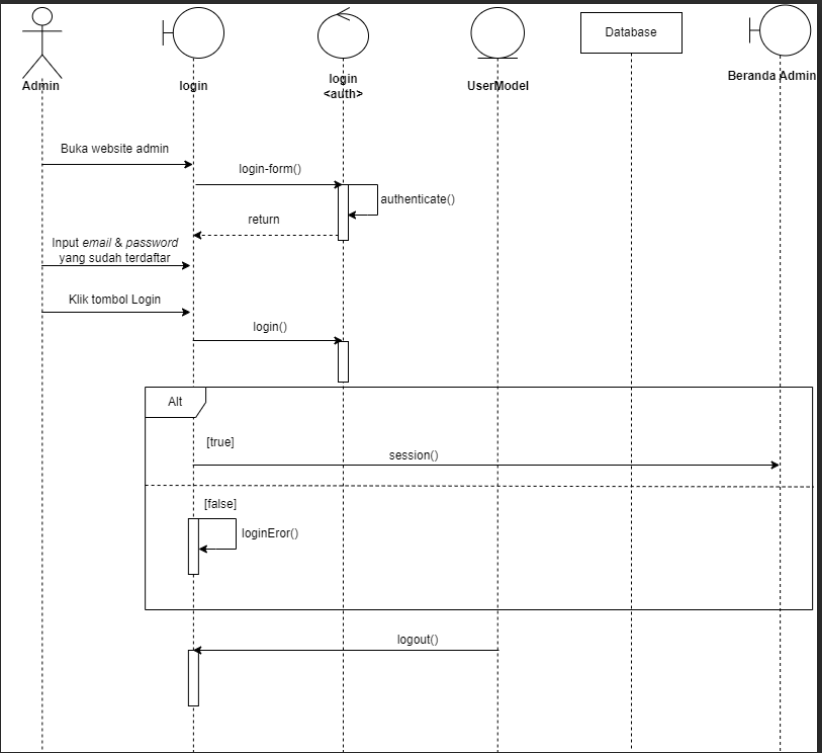 Admin
login
login
<auth>
UserModel
Database
Beranda Admin
Buka website admin
login-form()
authenticate()
return
Input email & password
yang sudah terdaftar
Klik tombol Login
login()
Alt
[true]
session()
[false]
loginEror()
logout()